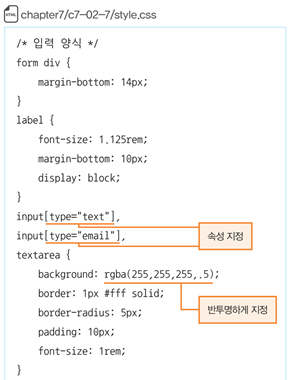 HTML chapter7/c7-02-7/style.css
/* 입력 양식 */
form div {
    margin-bottom: 14px;
}
label {
    font-size: 1.125rem;
    margin-bottom: 10px;
    display: block;
}
input[type="text"],
input[type="email"],
속성 지정
textarea {
    background: rgba(255,255,255,.5);
    border: 1px #fff solid;
    border-radius: 5px;
반투명하게 지정
    padding: 10px;
    font-size: 1rem;
}